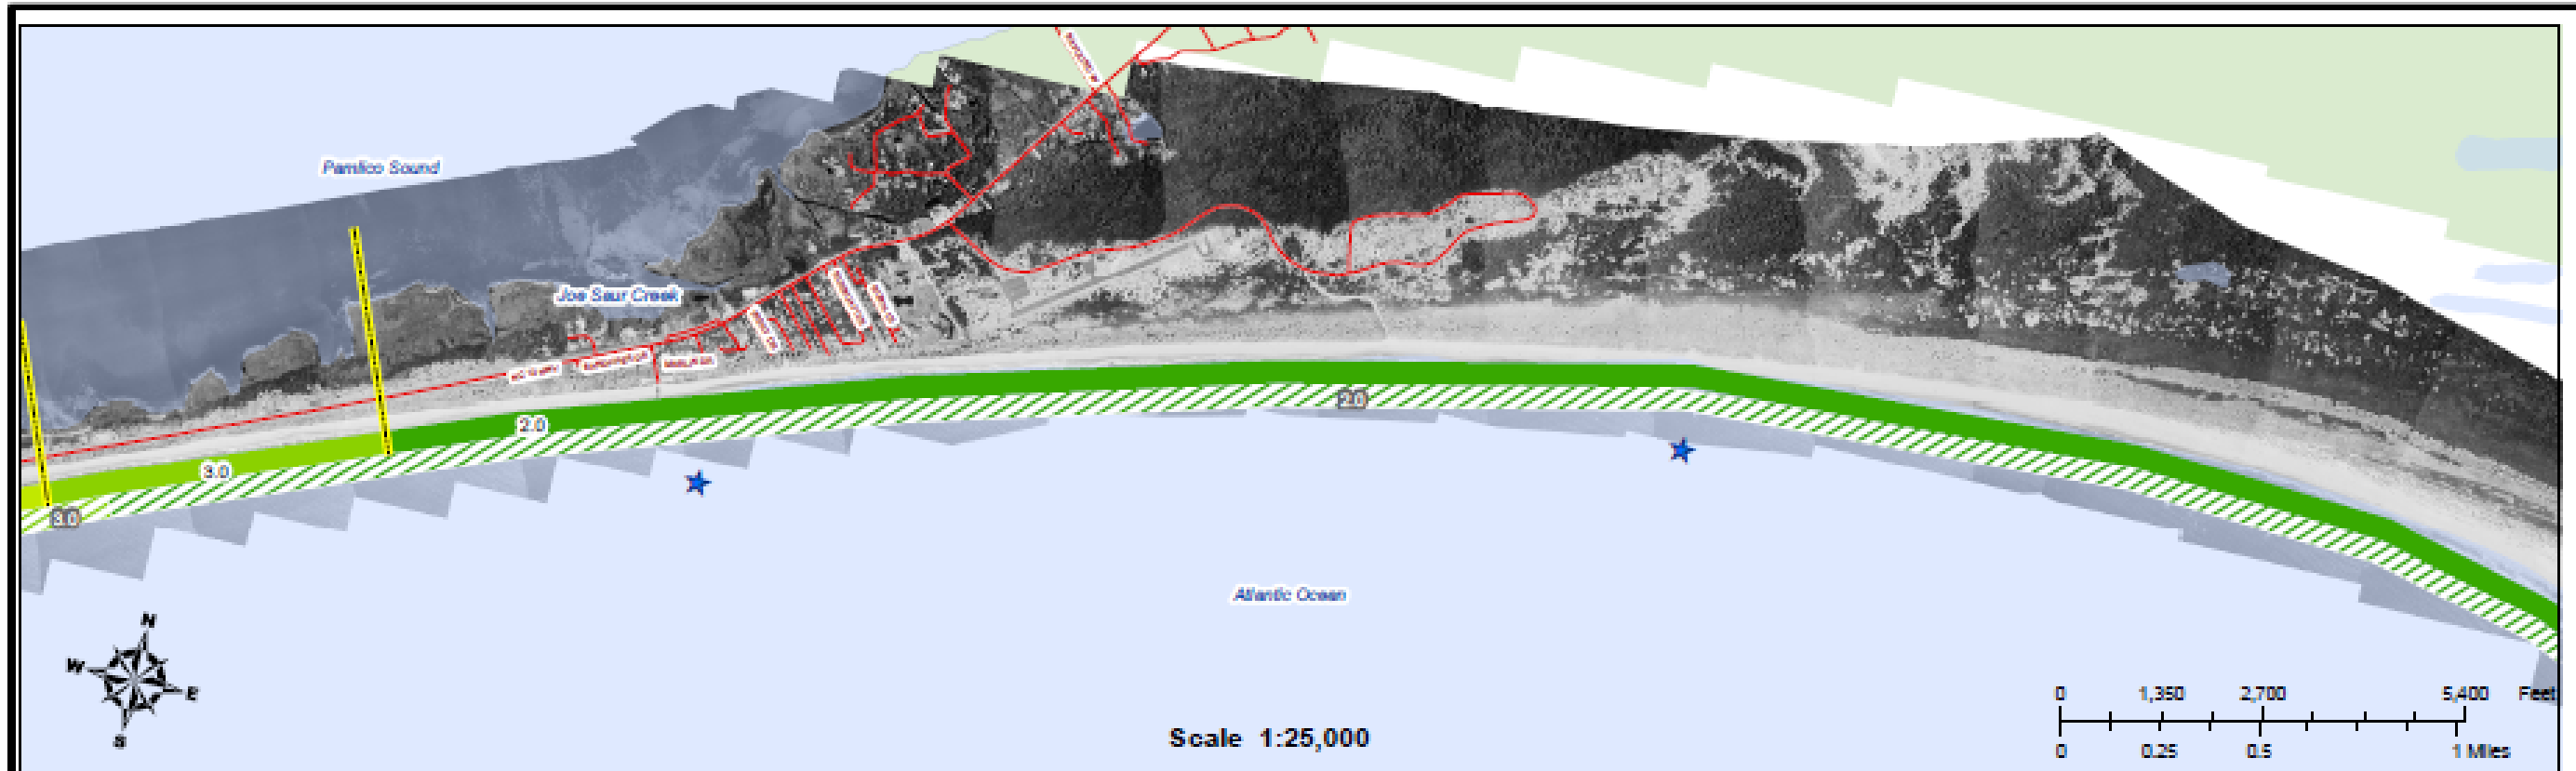 Pamlico Sound
Joe Saur Creek
2.0
2.0
3.0
3.0
Atlantic Ocean
N
W
E
S
Scale 1:25,000
0 1,350 2,700 5,400 Feet
0 0.25 0.5 1 Miles